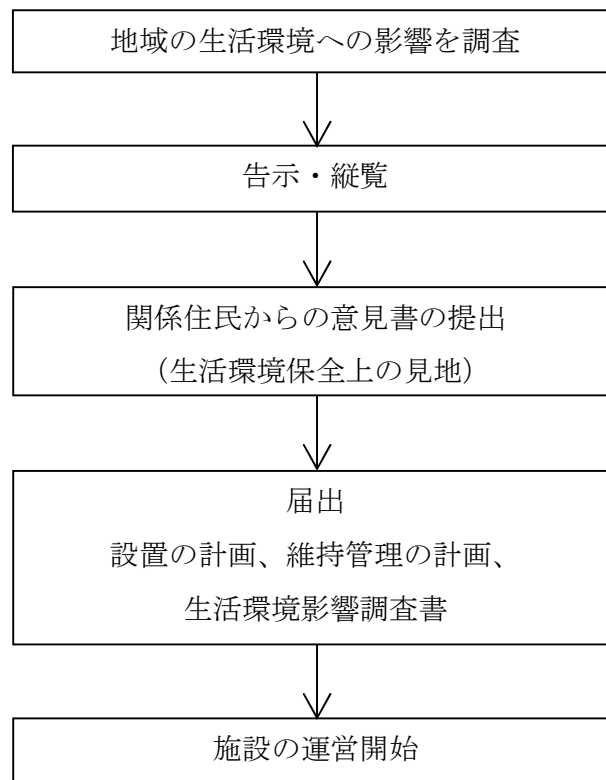 地域の生活環境への影響を調査
告示・縦覧
関係住民からの意見書の提出
（生活環境保全上の見地）
届出
設置の計画、維持管理の計画、
生活環境影響調査書
施設の運営開始